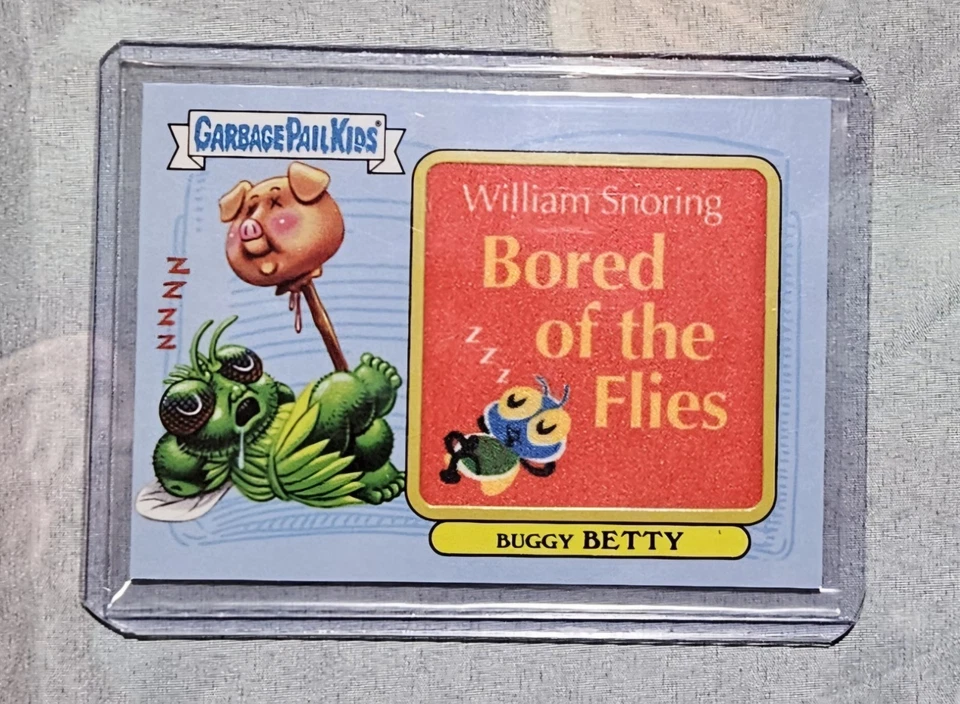 GARBAGE PAIL KIDS®
ZZZZ
William Snoring
Bored
of the
Flies
z
z
z
BUGGY BETTY